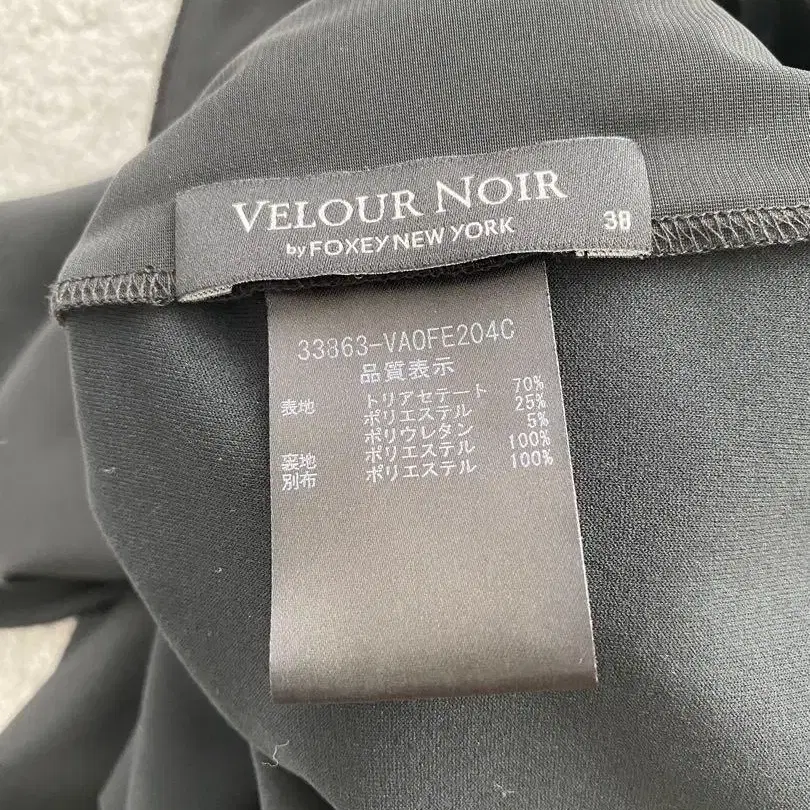 VELOUR NOIR
by FOXEY NEW YORK
38
33863-VAOFE204C
品質表示
表地 トリアセテート 70%
ポリエステル 25%
ポリウレタン 5%
裏地 ポリエステル 100%
別布 ポリエステル 100%